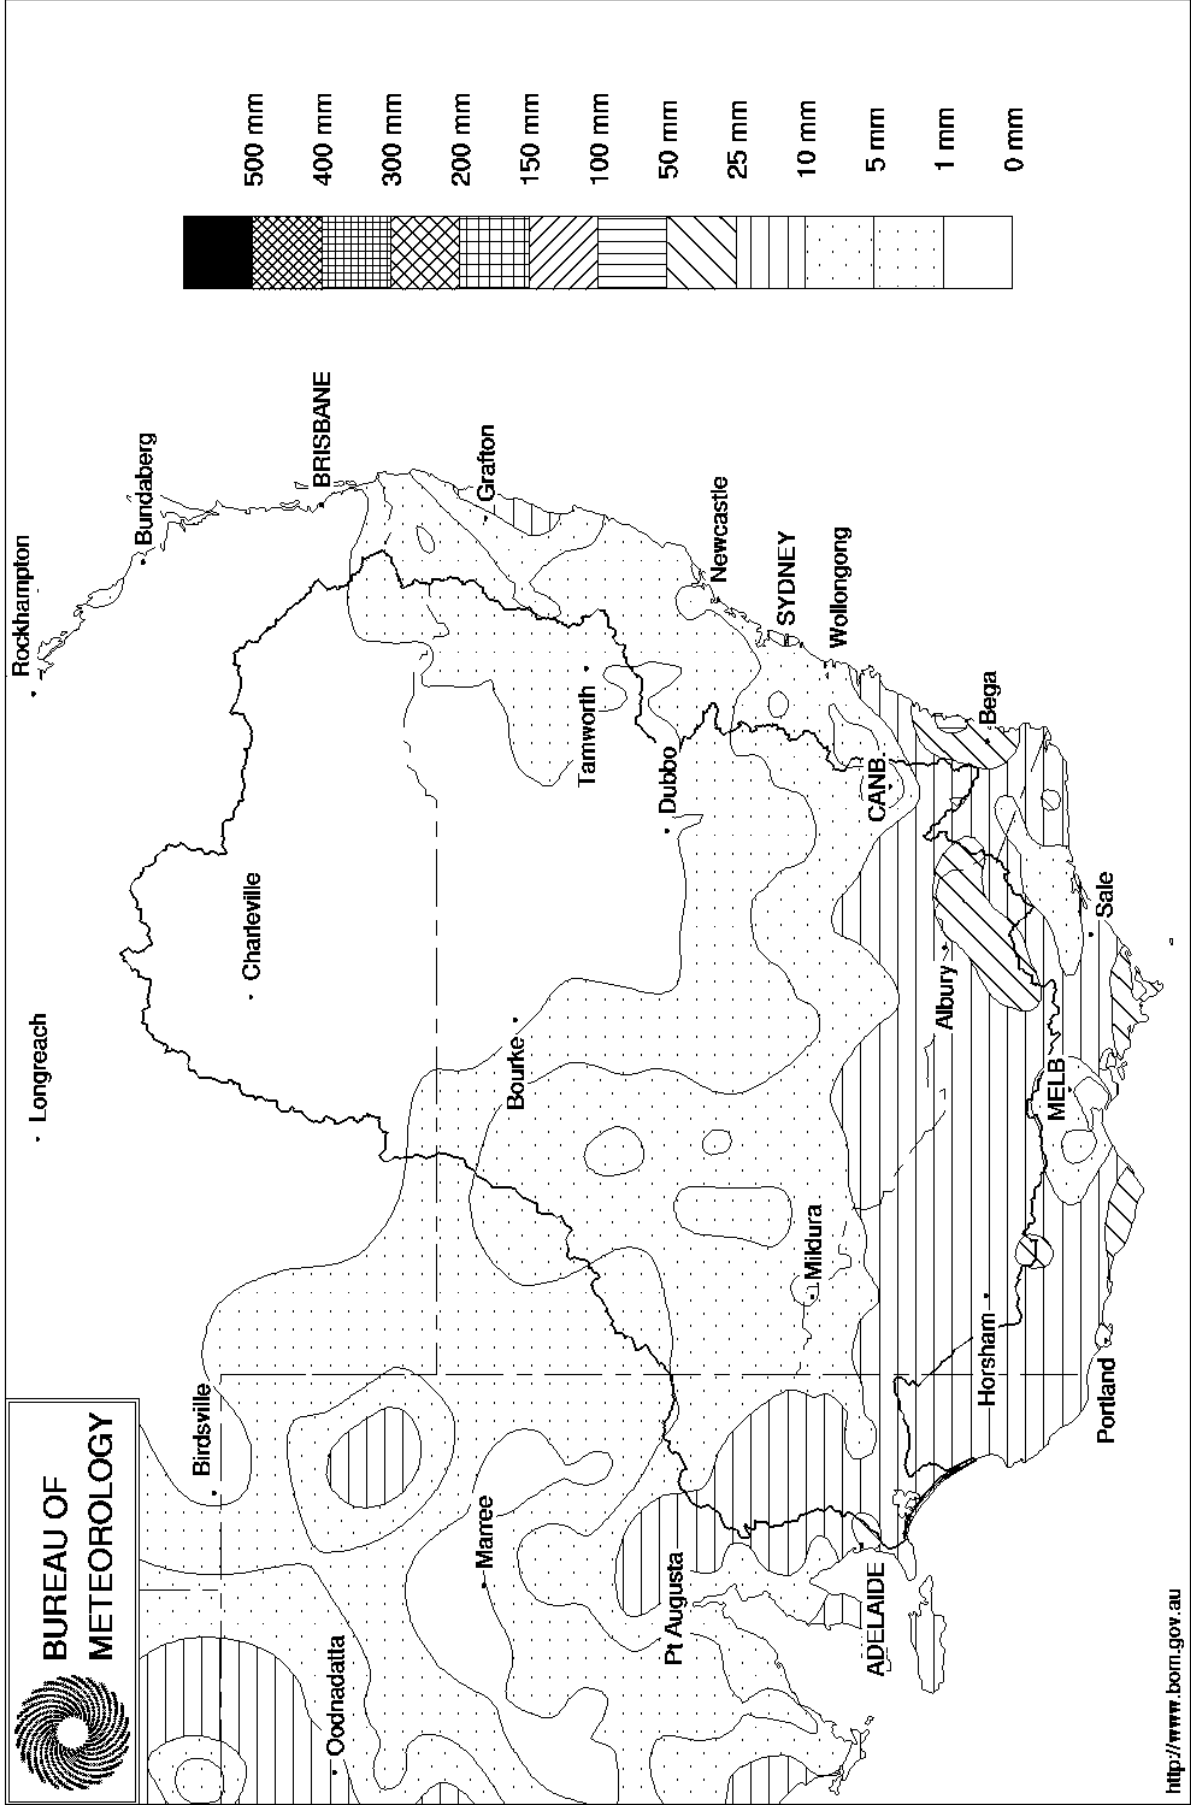 BUREAU OF
METEOROLOGY
Rockhampton
Longreach
Bundaberg
Birdsville
Charleville
BRISBANE
Oodnadatta
Marree
Bourke
Grafton
Tamworth
Pt Augusta
Dubbo
Newcastle
SYDNEY
Mildura
Wollongong
ADELAIDE
CANB.
Albury
Horsham
Bega
MELB
Portland
Sale
500 mm
400 mm
300 mm
200 mm
150 mm
100 mm
50 mm
25 mm
10 mm
5 mm
1 mm
0 mm
http://www.bom.gov.au